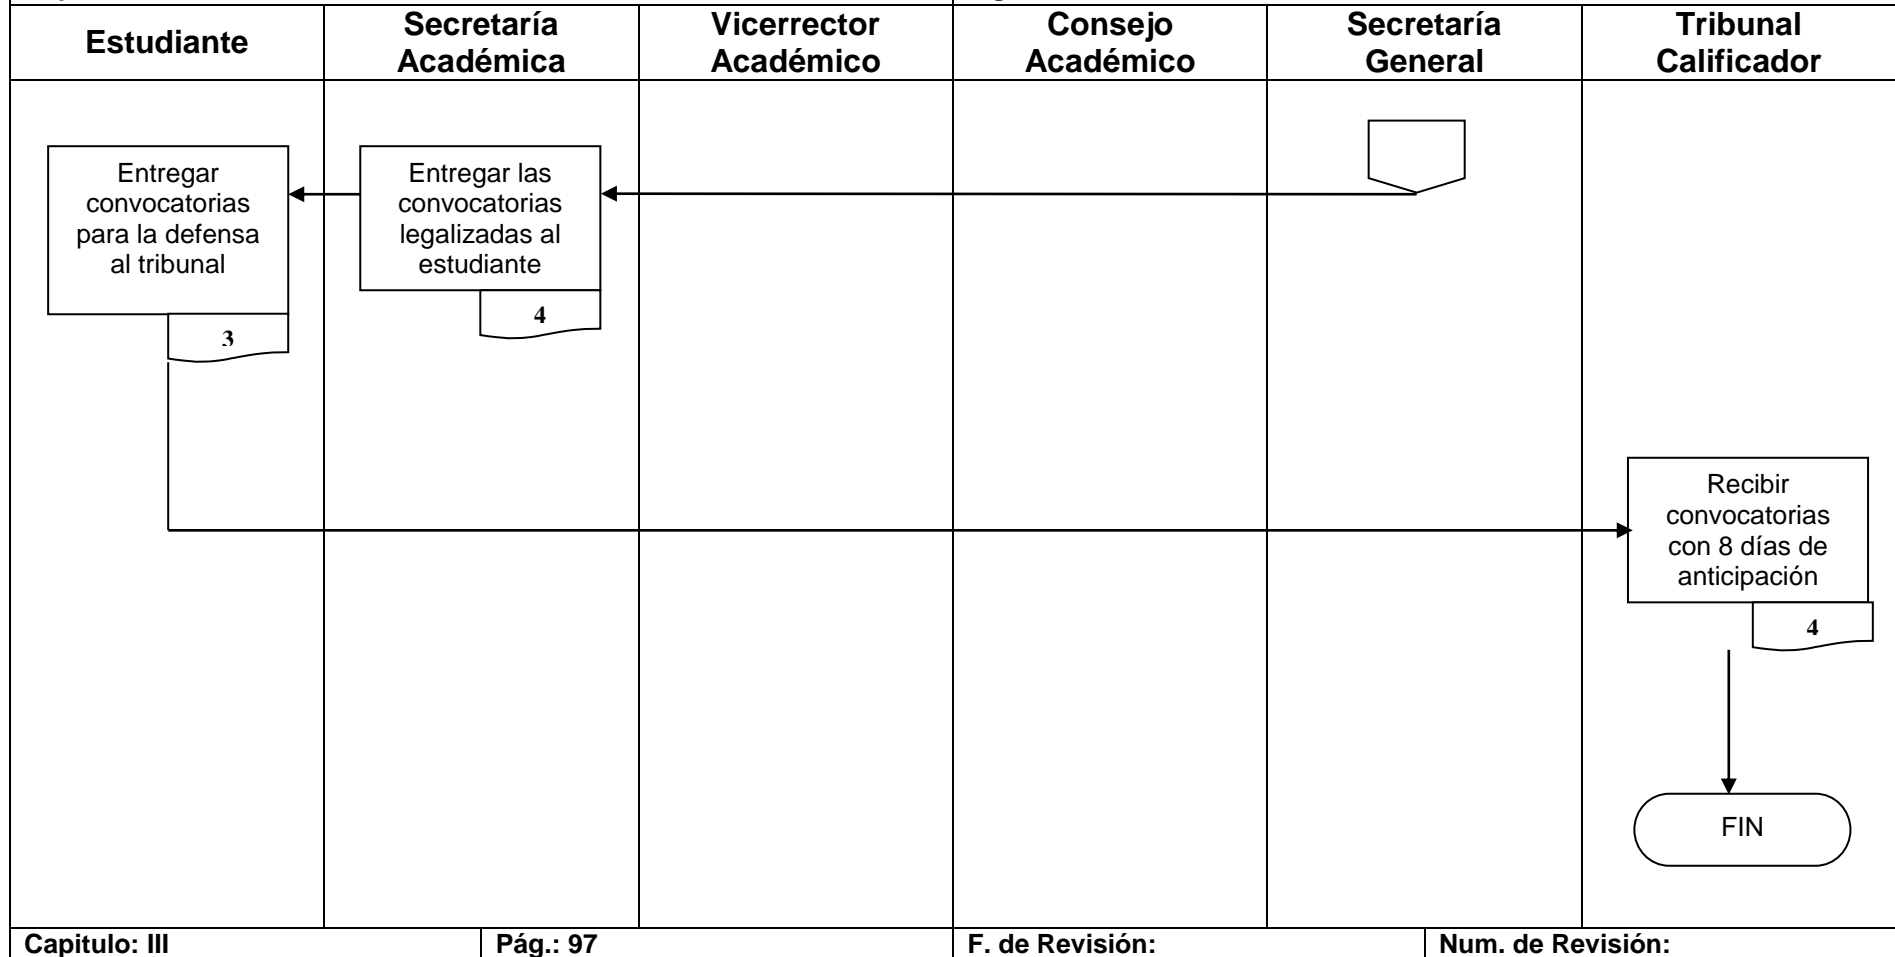 Estudiante
Secretaría
Académica
Vicerrector
Académico
Consejo
Académico
Secretaría
General
Tribunal
Calificador
Entregar
convocatorias
para la defensa
al tribunal
3
Entregar las
convocatorias
legalizadas al
estudiante
4
Recibir
convocatorias
con 8 días de
anticipación
4
FIN
Capitulo: III
Pág.: 97
F. de Revisión:
Num. de Revisión: